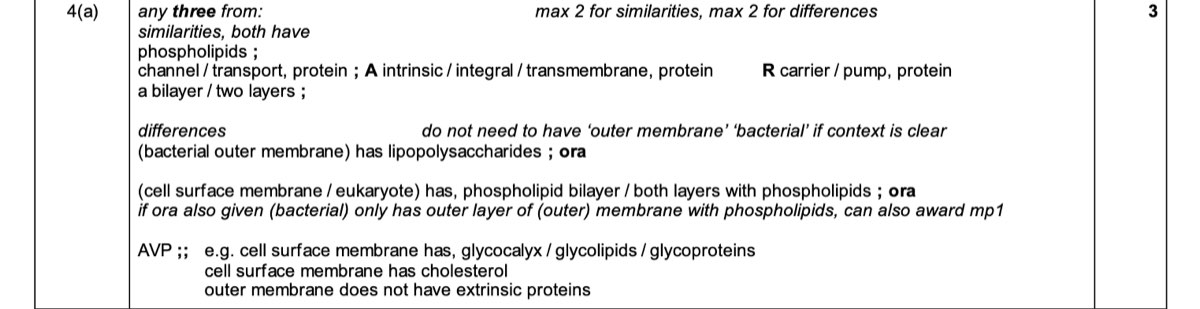 4(a) any three from: max 2 for similarities, max 2 for differences 3
similarities, both have
phospholipids ;
channel / transport, protein ; A intrinsic / integral / transmembrane, protein R carrier / pump, protein
a bilayer / two layers ;
differences do not need to have ‘outer membrane’ ‘bacterial’ if context is clear
(bacterial outer membrane) has lipopolysaccharides ; ora
(cell surface membrane / eukaryote) has, phospholipid bilayer / both layers with phospholipids ; ora
if ora also given (bacterial) only has outer layer of (outer) membrane with phospholipids, can also award mp1
AVP ;; e.g. cell surface membrane has, glycocalyx / glycolipids / glycoproteins
cell surface membrane has cholesterol
outer membrane does not have extrinsic proteins